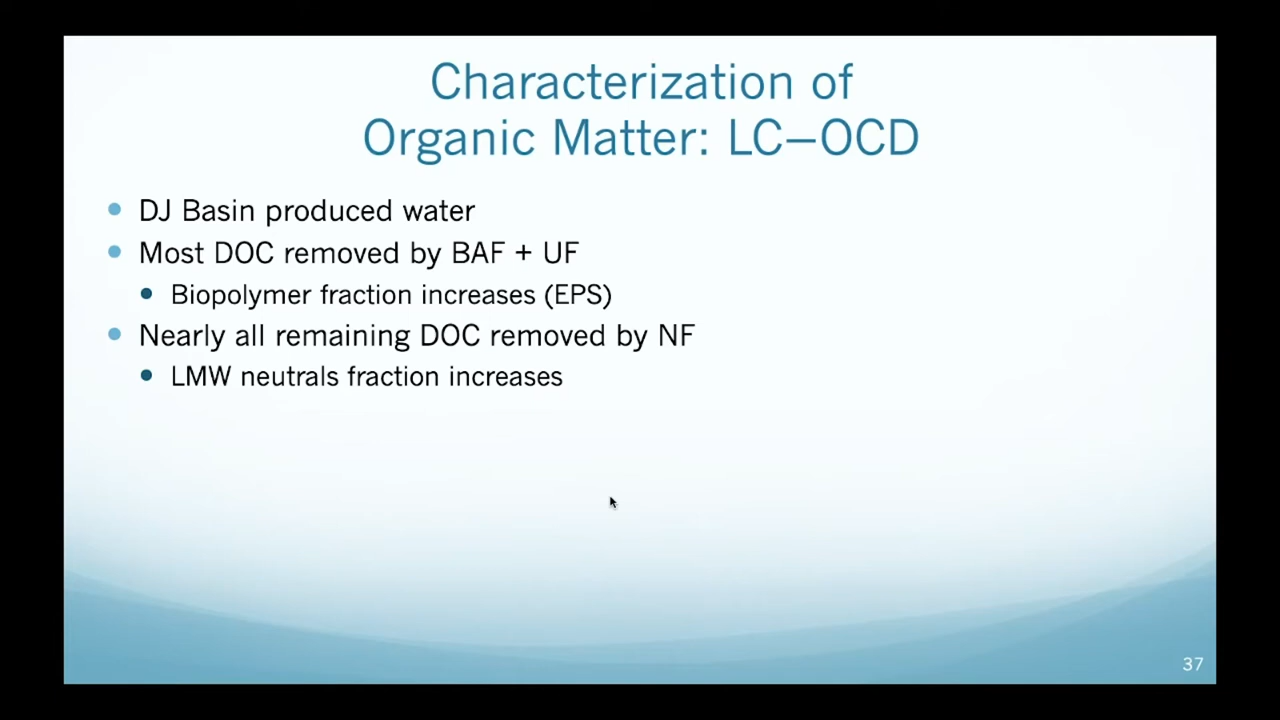 Characterization of
Organic Matter: LC–OCD
DJ Basin produced water
Most DOC removed by BAF + UF
Biopolymer fraction increases (EPS)
Nearly all remaining DOC removed by NF
LMW neutrals fraction increases
37